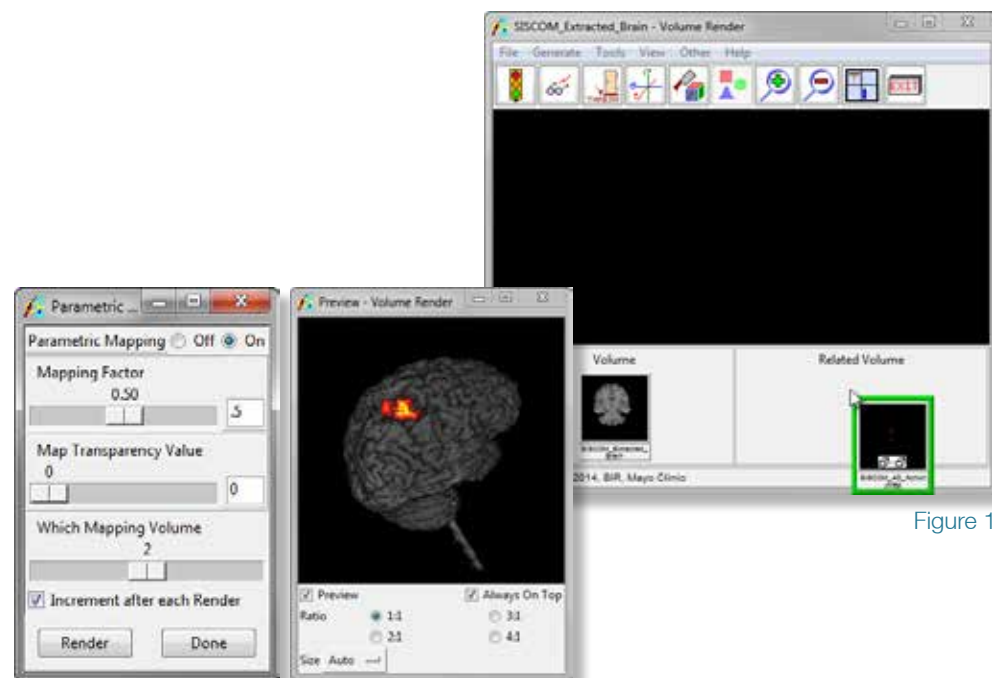 SISCOM_Extracted_Brain - Volume Render
File Generate Tools View Other Help
EXIT
Volume
Related Volume
2014, BIR, Mayo Clinic
Figure 1
Parametric ...
Parametric Mapping Off On
Mapping Factor
0.50
.5
Map Transparency Value
0
0
Which Mapping Volume
2
Increment after each Render
Render Done
Preview - Volume Render
Preview Always On Top
Ratio 1:1 3:1
2:1 4:1
Size Auto